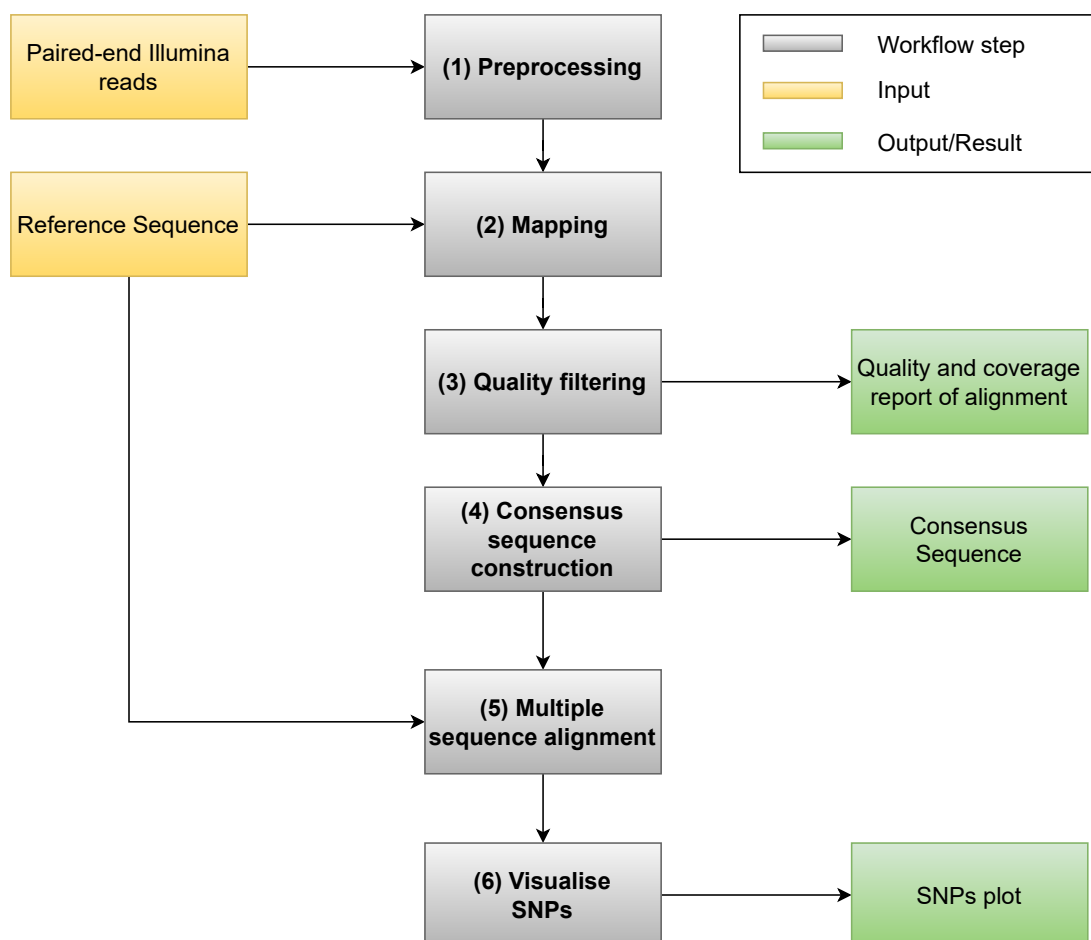 Paired-end Illumina
reads
(1) Preprocessing
Workflow step
Input
Output/Result
Reference Sequence
(2) Mapping
(3) Quality filtering
Quality and coverage
report of alignment
(4) Consensus
sequence
construction
Consensus
Sequence
(5) Multiple
sequence alignment
(6) Visualise
SNPs
SNPs plot